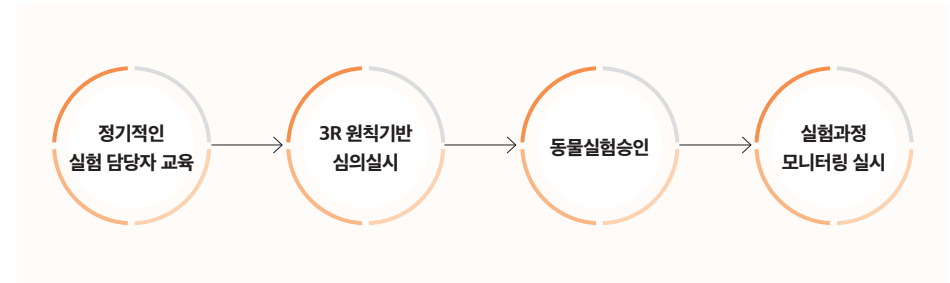 정기적인
실험 담당자 교육
3R 원칙기반
심의실시
동물실험승인
실험과정
모니터링 실시